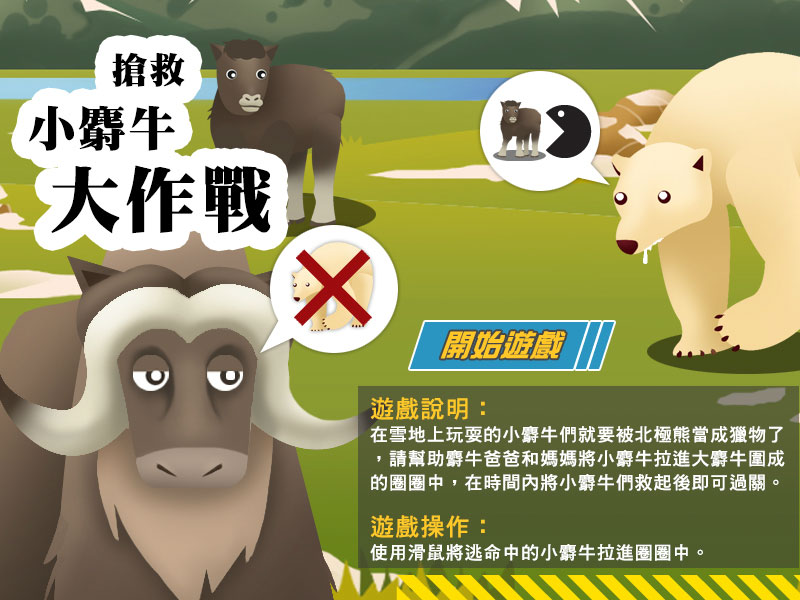 搶救
小麝牛
大作戰
開始遊戲
遊戲說明：
在雪地上玩耍的小麝牛們就要被北極熊當成獵物了
，請幫助麝牛爸爸和媽媽將小麝牛拉進大麝牛圍成
的圈圈中，在時間內將小麝牛們救起後即可過關。
遊戲操作：
使用滑鼠將逃命中的小麝牛拉進圈圈中。